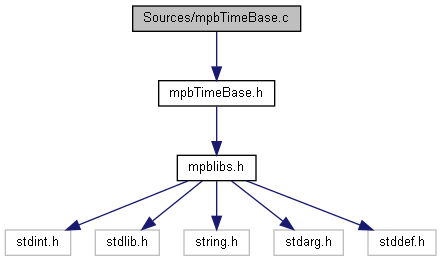 Sources/mpbTimeBase.c
mpbTimeBase.h
mpblibs.h
stdint.h stdlib.h string.h stdarg.h stddef.h